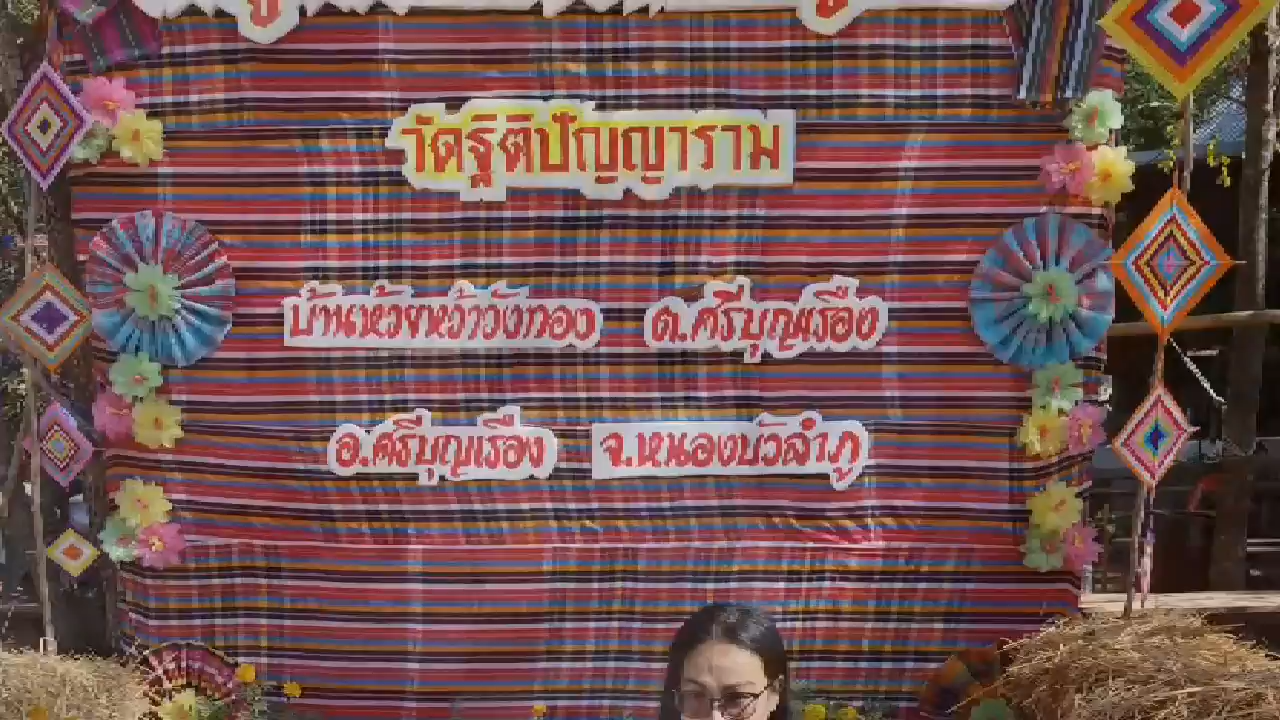 วัดฐิติปัญญาราม
บ้านห้วยหว้าวังทอง ต.ศรีบุญเรือง
อ.ศรีบุญเรือง จ.หนองบัวลำภู